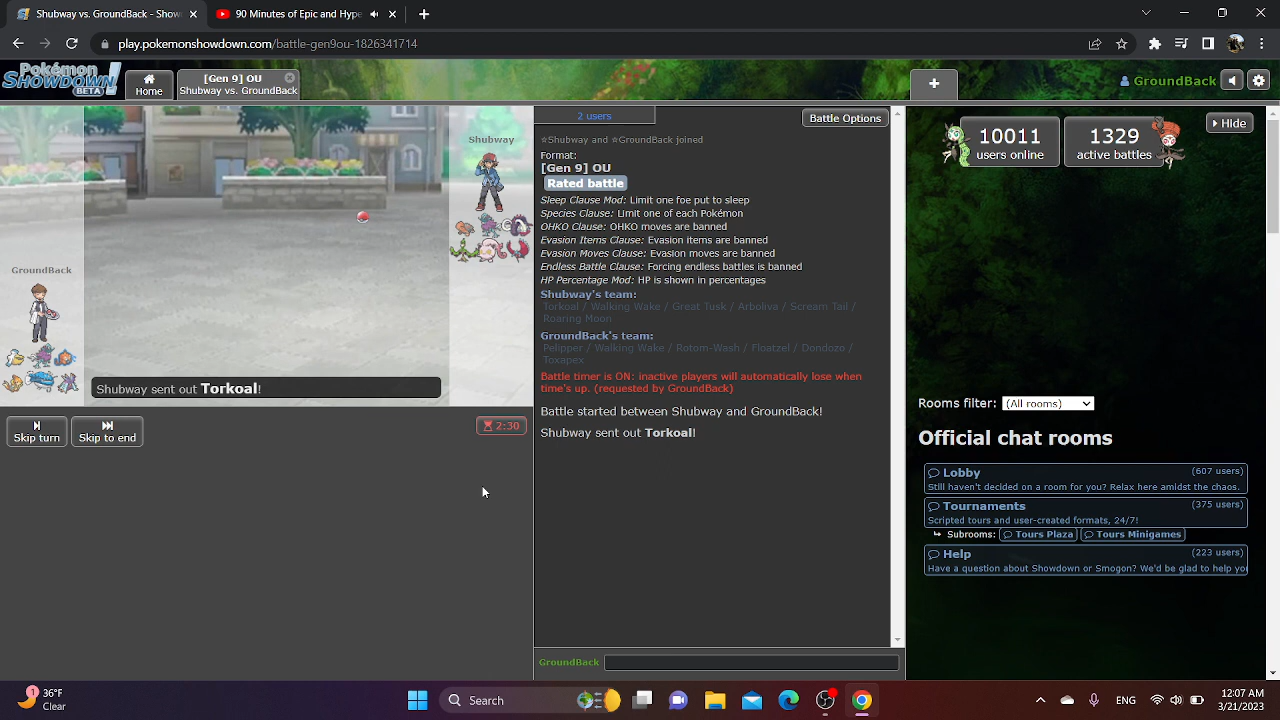 Shubway vs. GroundBack - Show
90 Minutes of Epic and Hype
play.pokemonshowdown.com/battle-gen9ou-1826341714
Pokémon
SHOWDOWN!
BETA
Home
[Gen 9] OU
Shubway vs. GroundBack
GroundBack
Shubway
GroundBack
Shubway sent out Torkoal!
Skip turn
Skip to end
2:30
2 users
Battle Options
☆Shubway and ☆GroundBack joined
Format:
[Gen 9] OU
Rated battle
Sleep Clause Mod: Limit one foe put to sleep
Species Clause: Limit one of each Pokémon
OHKO Clause: OHKO moves are banned
Evasion Items Clause: Evasion items are banned
Evasion Moves Clause: Evasion moves are banned
Endless Battle Clause: Forcing endless battles is banned
HP Percentage Mod: HP is shown in percentages
Shubway's team:
Torkoal / Walking Wake / Great Tusk / Arboliva / Scream Tail /
Roaring Moon
GroundBack's team:
Pelipper / Walking Wake / Rotom-Wash / Floatzel / Dondozo /
Toxapex
Battle timer is ON: inactive players will automatically lose when
time's up. (requested by GroundBack)
Battle started between Shubway and GroundBack!
Shubway sent out Torkoal!
GroundBack
10011
users online
1329
active battles
Hide
Rooms filter: (All rooms)
Official chat rooms
Lobby (607 users)
Still haven't decided on a room for you? Relax here amidst the chaos.
Tournaments (375 users)
Scripted tours and user-created formats, 24/7!
Subrooms: Tours Plaza Tours Minigames
Help (223 users)
Have a question about Showdown or Smogon? We'd be glad to help you
1
36°F
Clear
Search
ENG
12:07 AM
3/21/2023